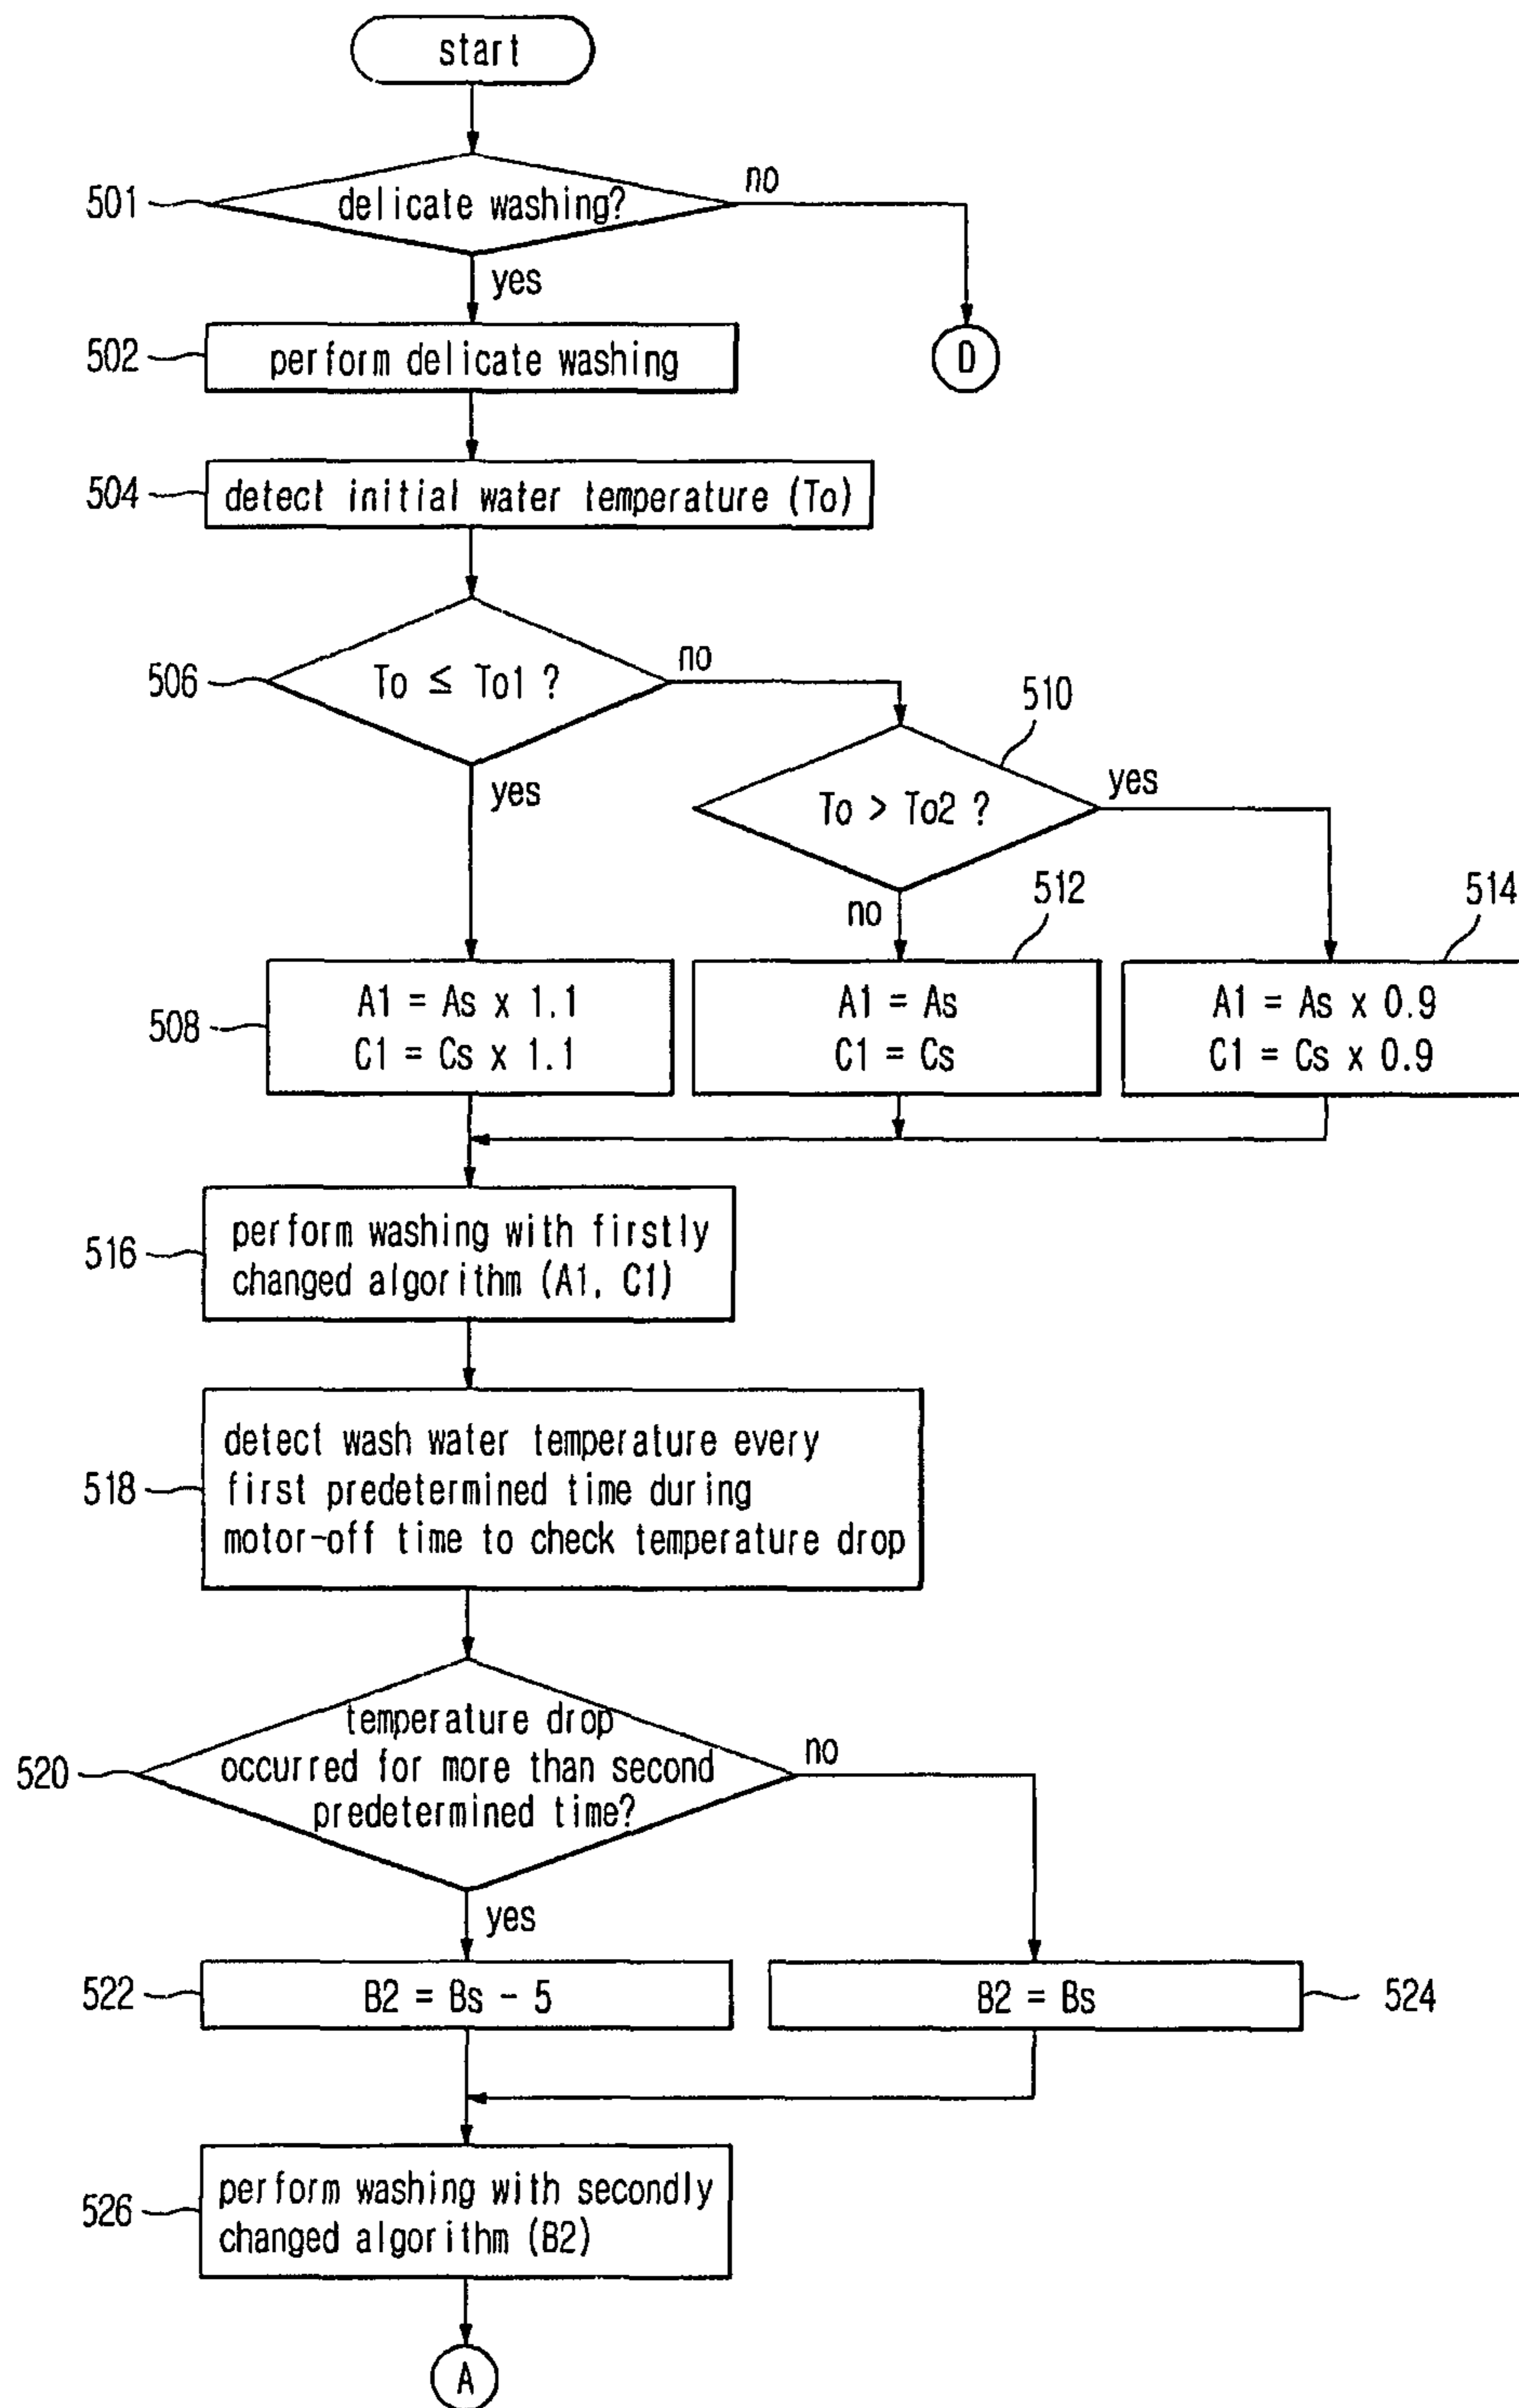 start
501
delicate washing?
no
yes
502
perform delicate washing
D
504
detect initial water temperature (To)
506
To ≤ To1 ?
no
yes
510
To > To2 ?
yes
no
512
514
508
A1 = As x 1.1
C1 = Cs x 1.1
A1 = As
C1 = Cs
A1 = As x 0.9
C1 = Cs x 0.9
516
perform washing with firstly
changed algorithm (A1, C1)
518
detect wash water temperature every
first predetermined time during
motor-off time to check temperature drop
520
temperature drop
occurred for more than second
predetermined time?
no
yes
522
B2 = Bs - 5
B2 = Bs
524
526
perform washing with secondly
changed algorithm (B2)
A